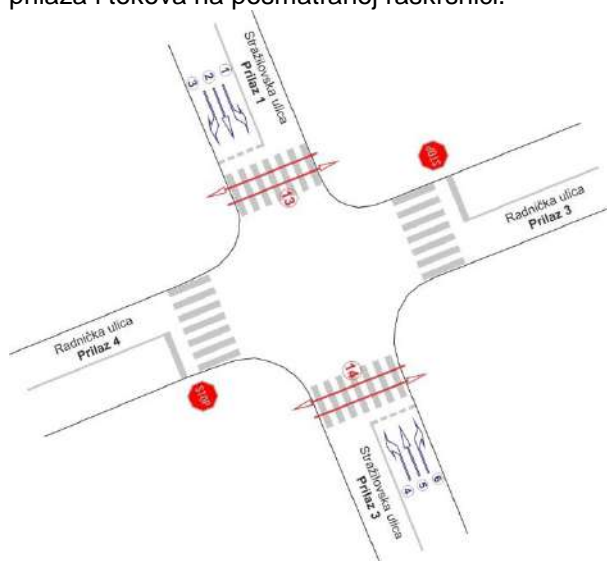 prilaza i tokova na posmatranoj raskrsnici.
Stražilovska ulica
Prilaz 1
1
2
3
13
STOP
Radnička ulica
Prilaz 3
Radnička ulica
Prilaz 4
STOP
14
Stražilovska ulica
Prilaz 3
4
5
6